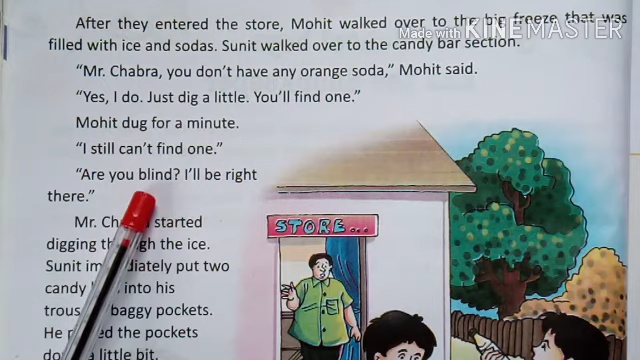 After they entered the store, Mohit walked over to the big freeze that was
Made with KINEMASTER
filled with ice and sodas. Sunit walked over to the candy bar section.
“Mr. Chabra, you don’t have any orange soda,” Mohit said.
“Yes, I do. Just dig a little. You’ll find one.”
Mohit dug for a minute.
“I still can’t find one.”
“Are you blind? I’ll be right
there.”
Mr. started
digging the ice.
Sunit put two
candy into his
baggy pockets.
He the pockets
a little bit.
STORE...